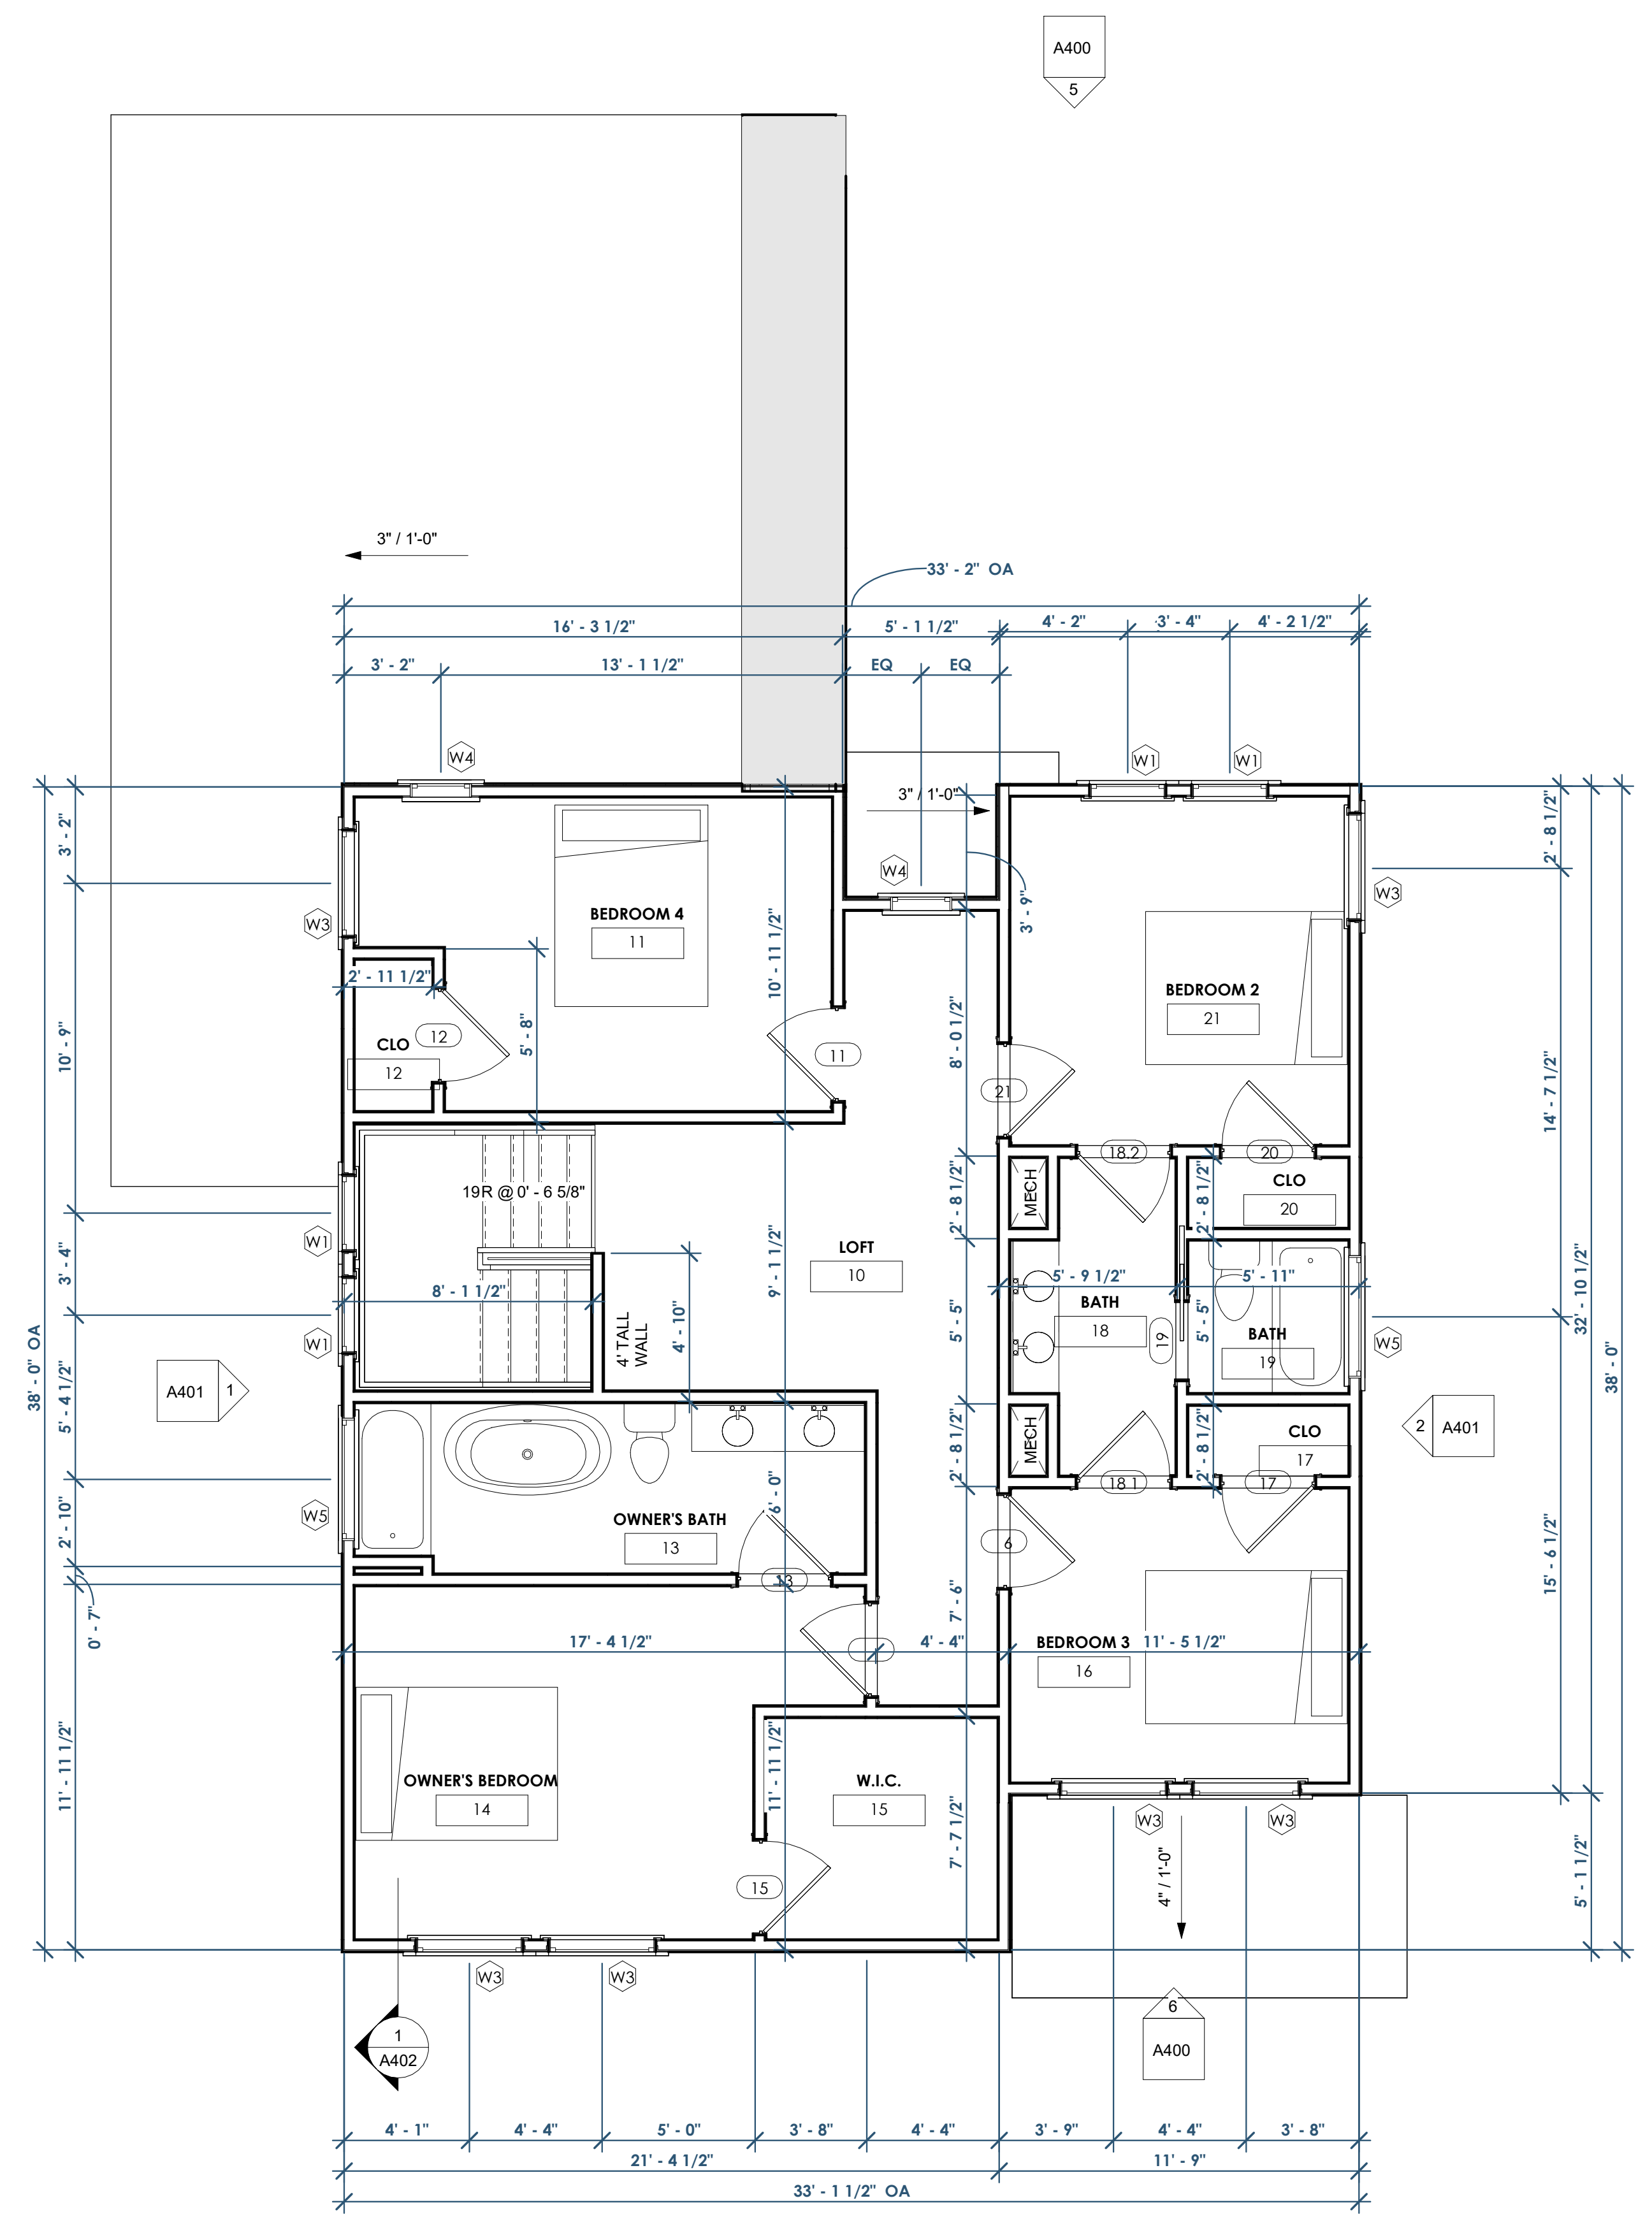 A400
5
3" / 1'-0"
33' - 2" OA
16' - 3 1/2"
5' - 1 1/2"
4' - 2"
3' - 4"
4' - 2 1/2"
3' - 2"
13' - 1 1/2"
EQ
EQ
W4
W1
W1
3" / 1'-0"
3' - 2"
2' - 8 1/2"
W4
W3
W3
3' - 9"
BEDROOM 4
11
10' - 11 1/2"
2' - 11 1/2"
BEDROOM 2
21
12
CLO
12
5' - 8"
11
10' - 9"
8' - 0 1/2"
21
14' - 7 1/2"
18.2
20
19R @ 0' - 6 5/8"
MECH
2' - 8 1/2"
2' - 8 1/2"
CLO
20
W1
3' - 4"
LOFT
10
9' - 1 1/2"
8' - 1 1/2"
5' - 9 1/2"
5' - 11"
32' - 10 1/2"
BATH
18
19
5' - 5"
5' - 5"
BATH
19
W1
W5
4' TALL
WALL
4' - 10"
38' - 0" OA
38' - 0"
A401
1
5' - 4 1/2"
2
A401
MECH
2' - 8 1/2"
2' - 8 1/2"
CLO
17
18.1
17
W5
2' - 10"
OWNER'S BATH
13
6' - 0"
13
6
15' - 6 1/2"
0' - 7"
7' - 6"
17' - 4 1/2"
4' - 4"
BEDROOM 3
16
11' - 5 1/2"
11' - 11 1/2"
OWNER'S BEDROOM
14
11' - 11 1/2"
W.I.C.
15
7' - 7 1/2"
W3
W3
4" / 1'-0"
5' - 1 1/2"
15
W3
W3
1
A402
6
A400
4' - 1"
4' - 4"
5' - 0"
3' - 8"
4' - 4"
3' - 9"
4' - 4"
3' - 8"
21' - 4 1/2"
11' - 9"
33' - 1 1/2" OA